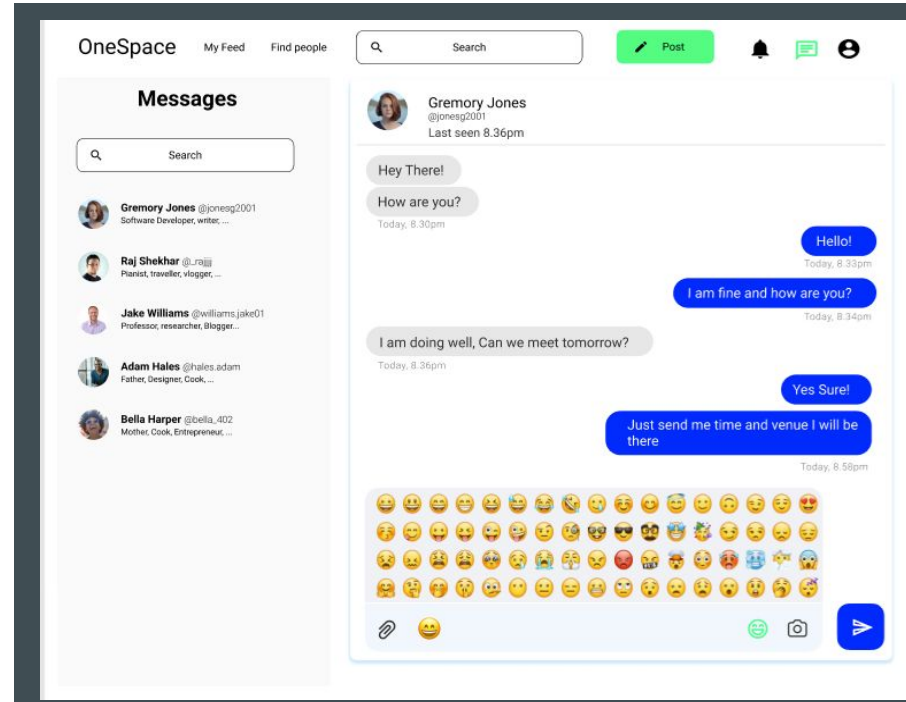 OneSpace
My Feed
Find people
Search
Post
Messages
Search
Gremory Jones @jonesg2001
Software Developer, writer, ...
Raj Shekhar @_rajjj
Pianist, traveller, vlogger, ...
Jake Williams @williams.jake01
Professor, researcher, Blogger...
Adam Hales @hales.adam
Father, Designer, Cook, ...
Bella Harper @bella_402
Mother, Cook, Entrepreneur, ...
Gremory Jones
@jonesg2001
Last seen 8.36pm
Hey There!
How are you?
Today, 8.30pm
Hello!
Today, 8.33pm
I am fine and how are you?
Today, 8.34pm
I am doing well, Can we meet tomorrow?
Today, 8.36pm
Yes Sure!
Just send me time and venue I will be
there
Today, 8.58pm